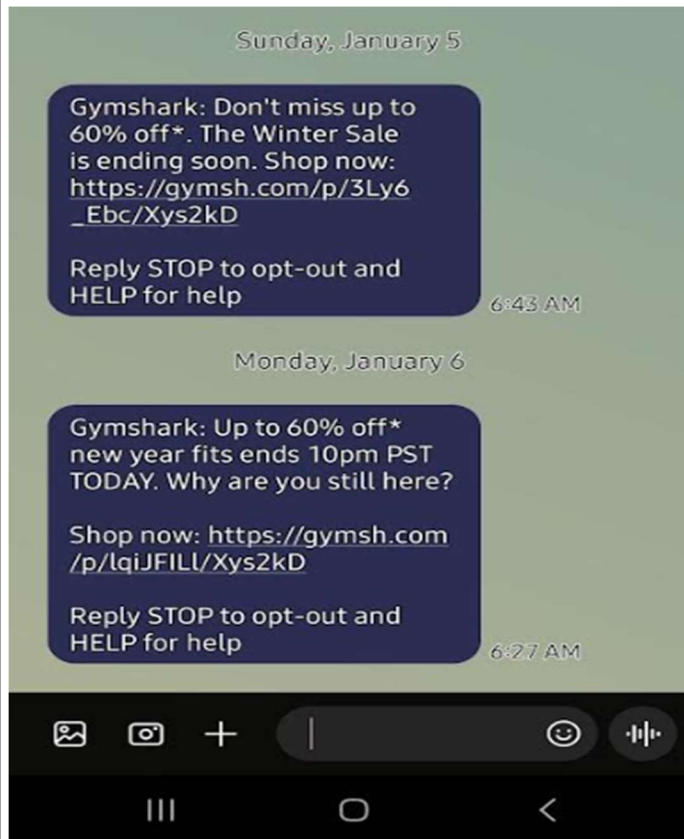 Sunday, January 5
Gymshark: Don't miss up to
60% off*. The Winter Sale
is ending soon. Shop now:
https://gymsh.com/p/3Ly6
_Ebc/Xys2kD
Reply STOP to opt-out and
HELP for help
6:43 AM
Monday, January 6
Gymshark: Up to 60% off*
new year fits ends 10pm PST
TODAY. Why are you still here?
Shop now: https://gymsh.com
/p/lqiJFILl/Xys2kD
Reply STOP to opt-out and
HELP for help
6:27 AM